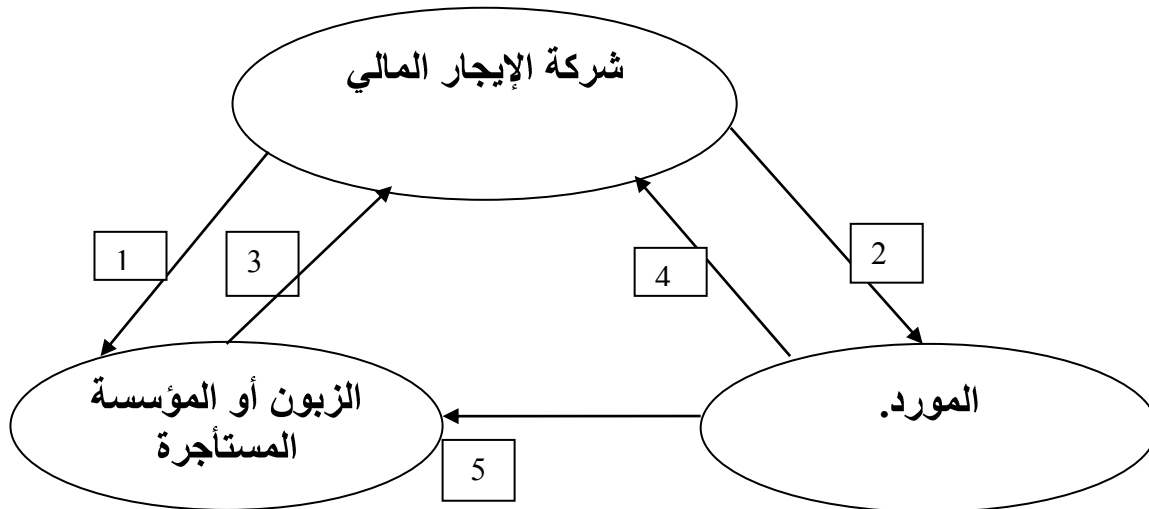 شركة الإيجار المالي
1
3
4
2
الزبون أو المؤسسة
المستأجرة
المورد.
5